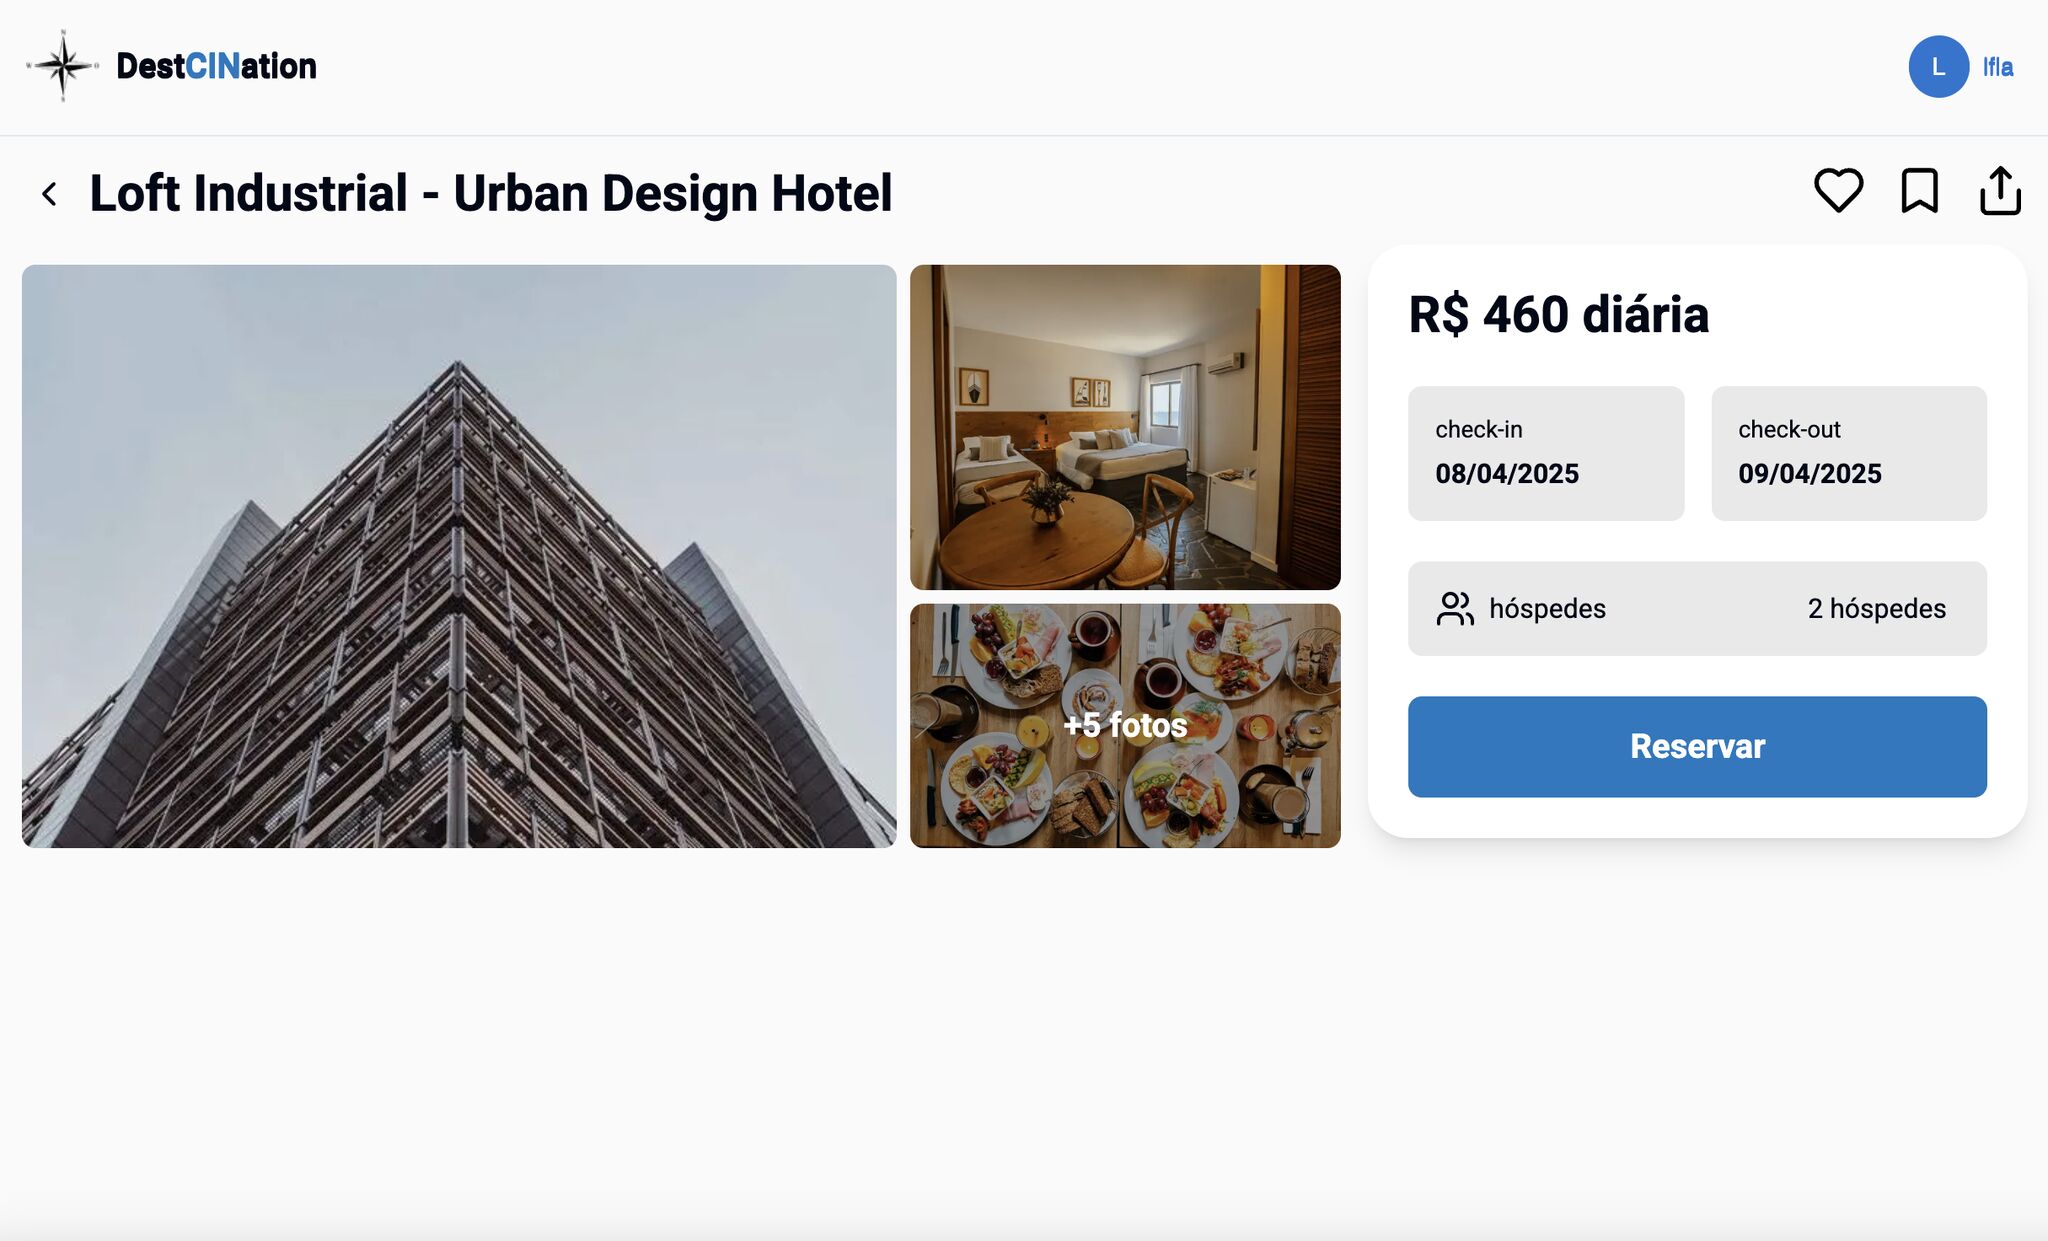 DestCINation
L
lfla
Loft Industrial - Urban Design Hotel
R$ 460 diária
check-in
08/04/2025
check-out
09/04/2025
hóspedes
2 hóspedes
Reservar
+5 fotos